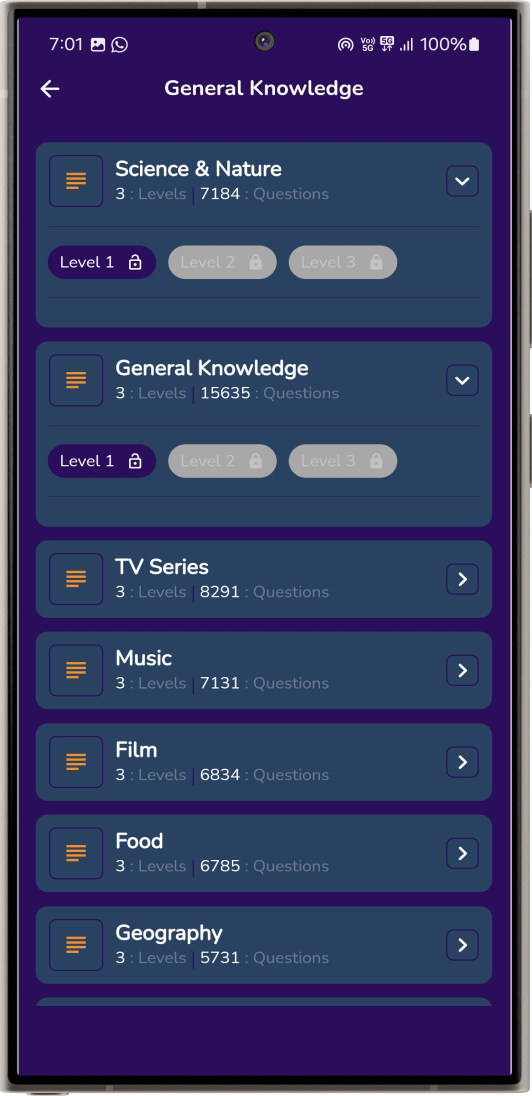 7:01 Vo)) 5G 5G 100%
General Knowledge
Science & Nature
3 : Levels | 7184 : Questions
Level 1 Level 2 Level 3
General Knowledge
3 : Levels | 15635 : Questions
Level 1 Level 2 Level 3
TV Series
3 : Levels | 8291 : Questions
Music
3 : Levels | 7131 : Questions
Film
3 : Levels | 6834 : Questions
Food
3 : Levels | 6785 : Questions
Geography
3 : Levels | 5731 : Questions